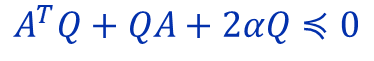 A^T Q + QA + 2αQ ≼ 0